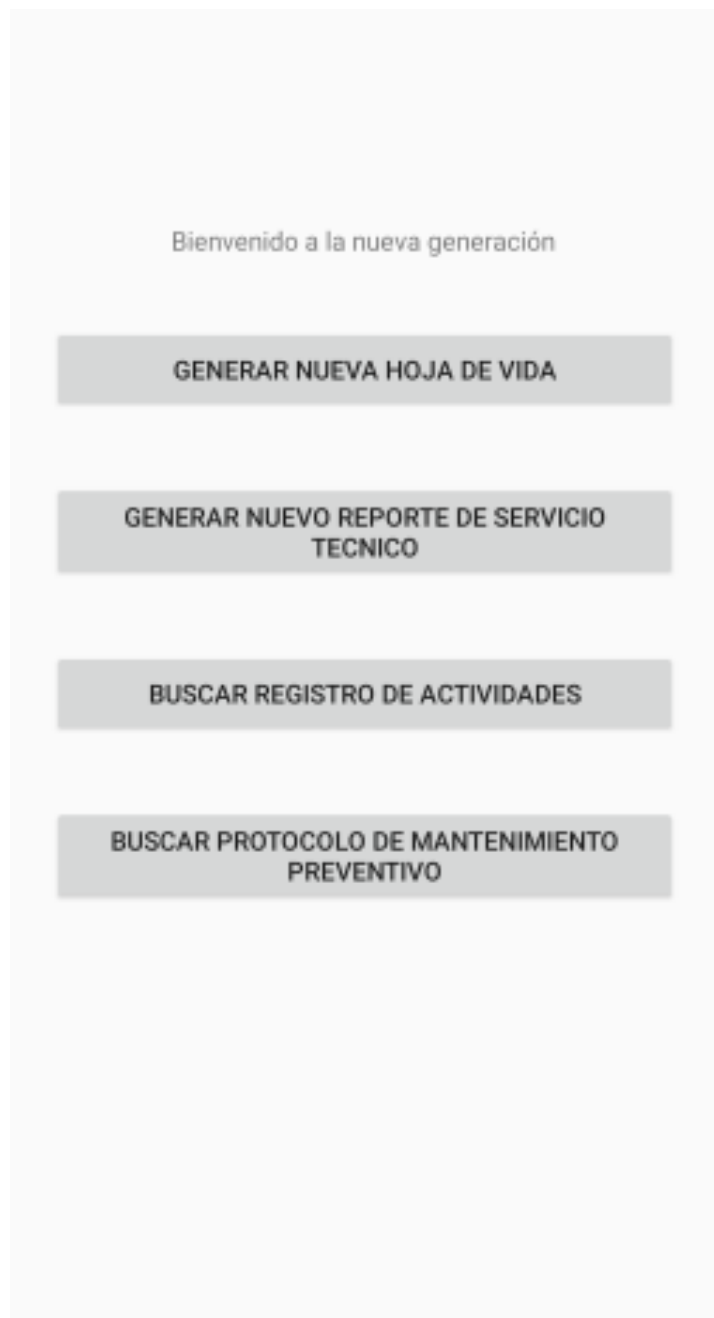 Bienvenido a la nueva generación
GENERAR NUEVA HOJA DE VIDA
GENERAR NUEVO REPORTE DE SERVICIO
TECNICO
BUSCAR REGISTRO DE ACTIVIDADES
BUSCAR PROTOCOLO DE MANTENIMIENTO
PREVENTIVO